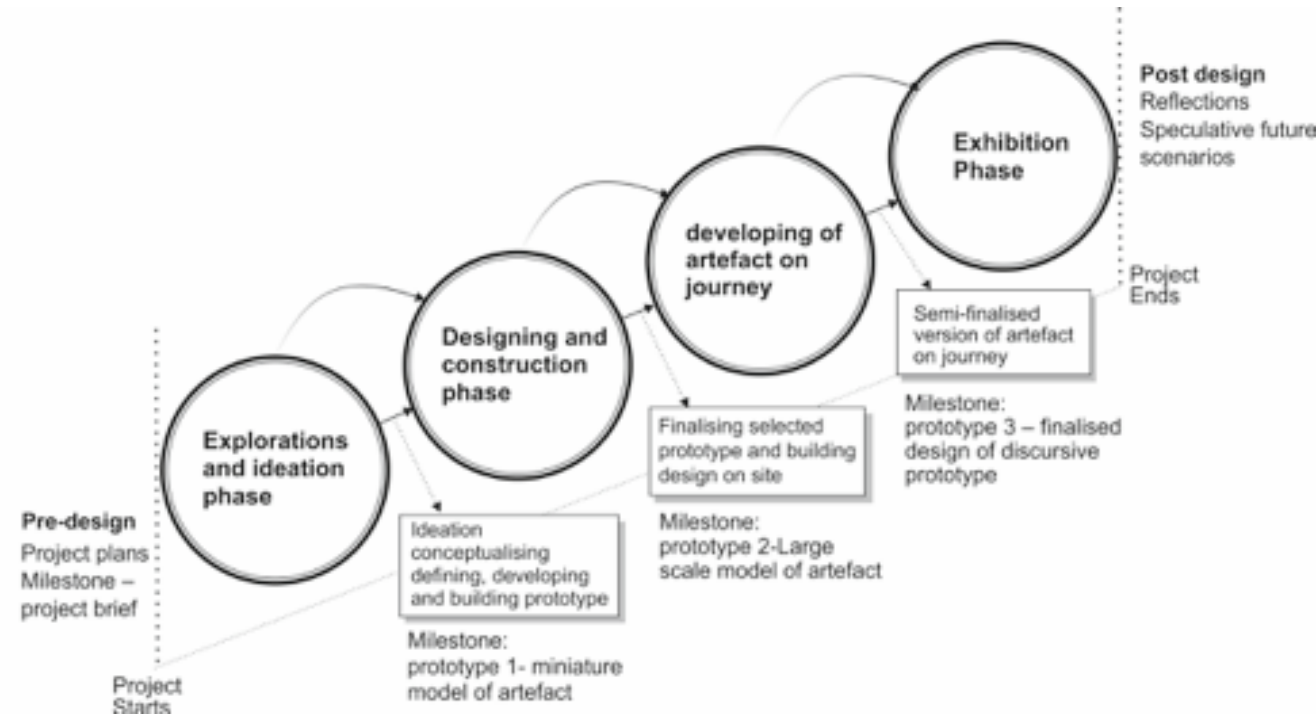 Pre-design
Project plans
Milestone –
project brief
Project
Starts
Explorations
and ideation
phase
Ideation
conceptualising
defining, developing
and building prototype
Milestone:
prototype 1- miniature
model of artefact
Designing and
construction
phase
Finalising selected
prototype and building
design on site
Milestone:
prototype 2-Large
scale model of artefact
developing of
artefact on
journey
Semi-finalised
version of artefact
on journey
Milestone:
prototype 3 – finalised
design of discursive
prototype
Exhibition
Phase
Project
Ends
Post design
Reflections
Speculative future
scenarios